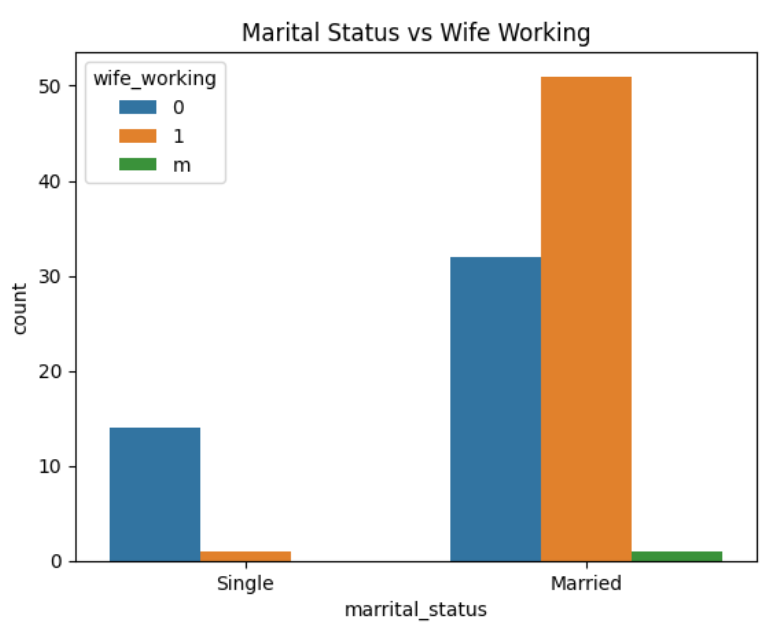 Marital Status vs Wife Working
wife_working
0
1
m
50
40
30
20
10
0
count
Single Married
marrital_status